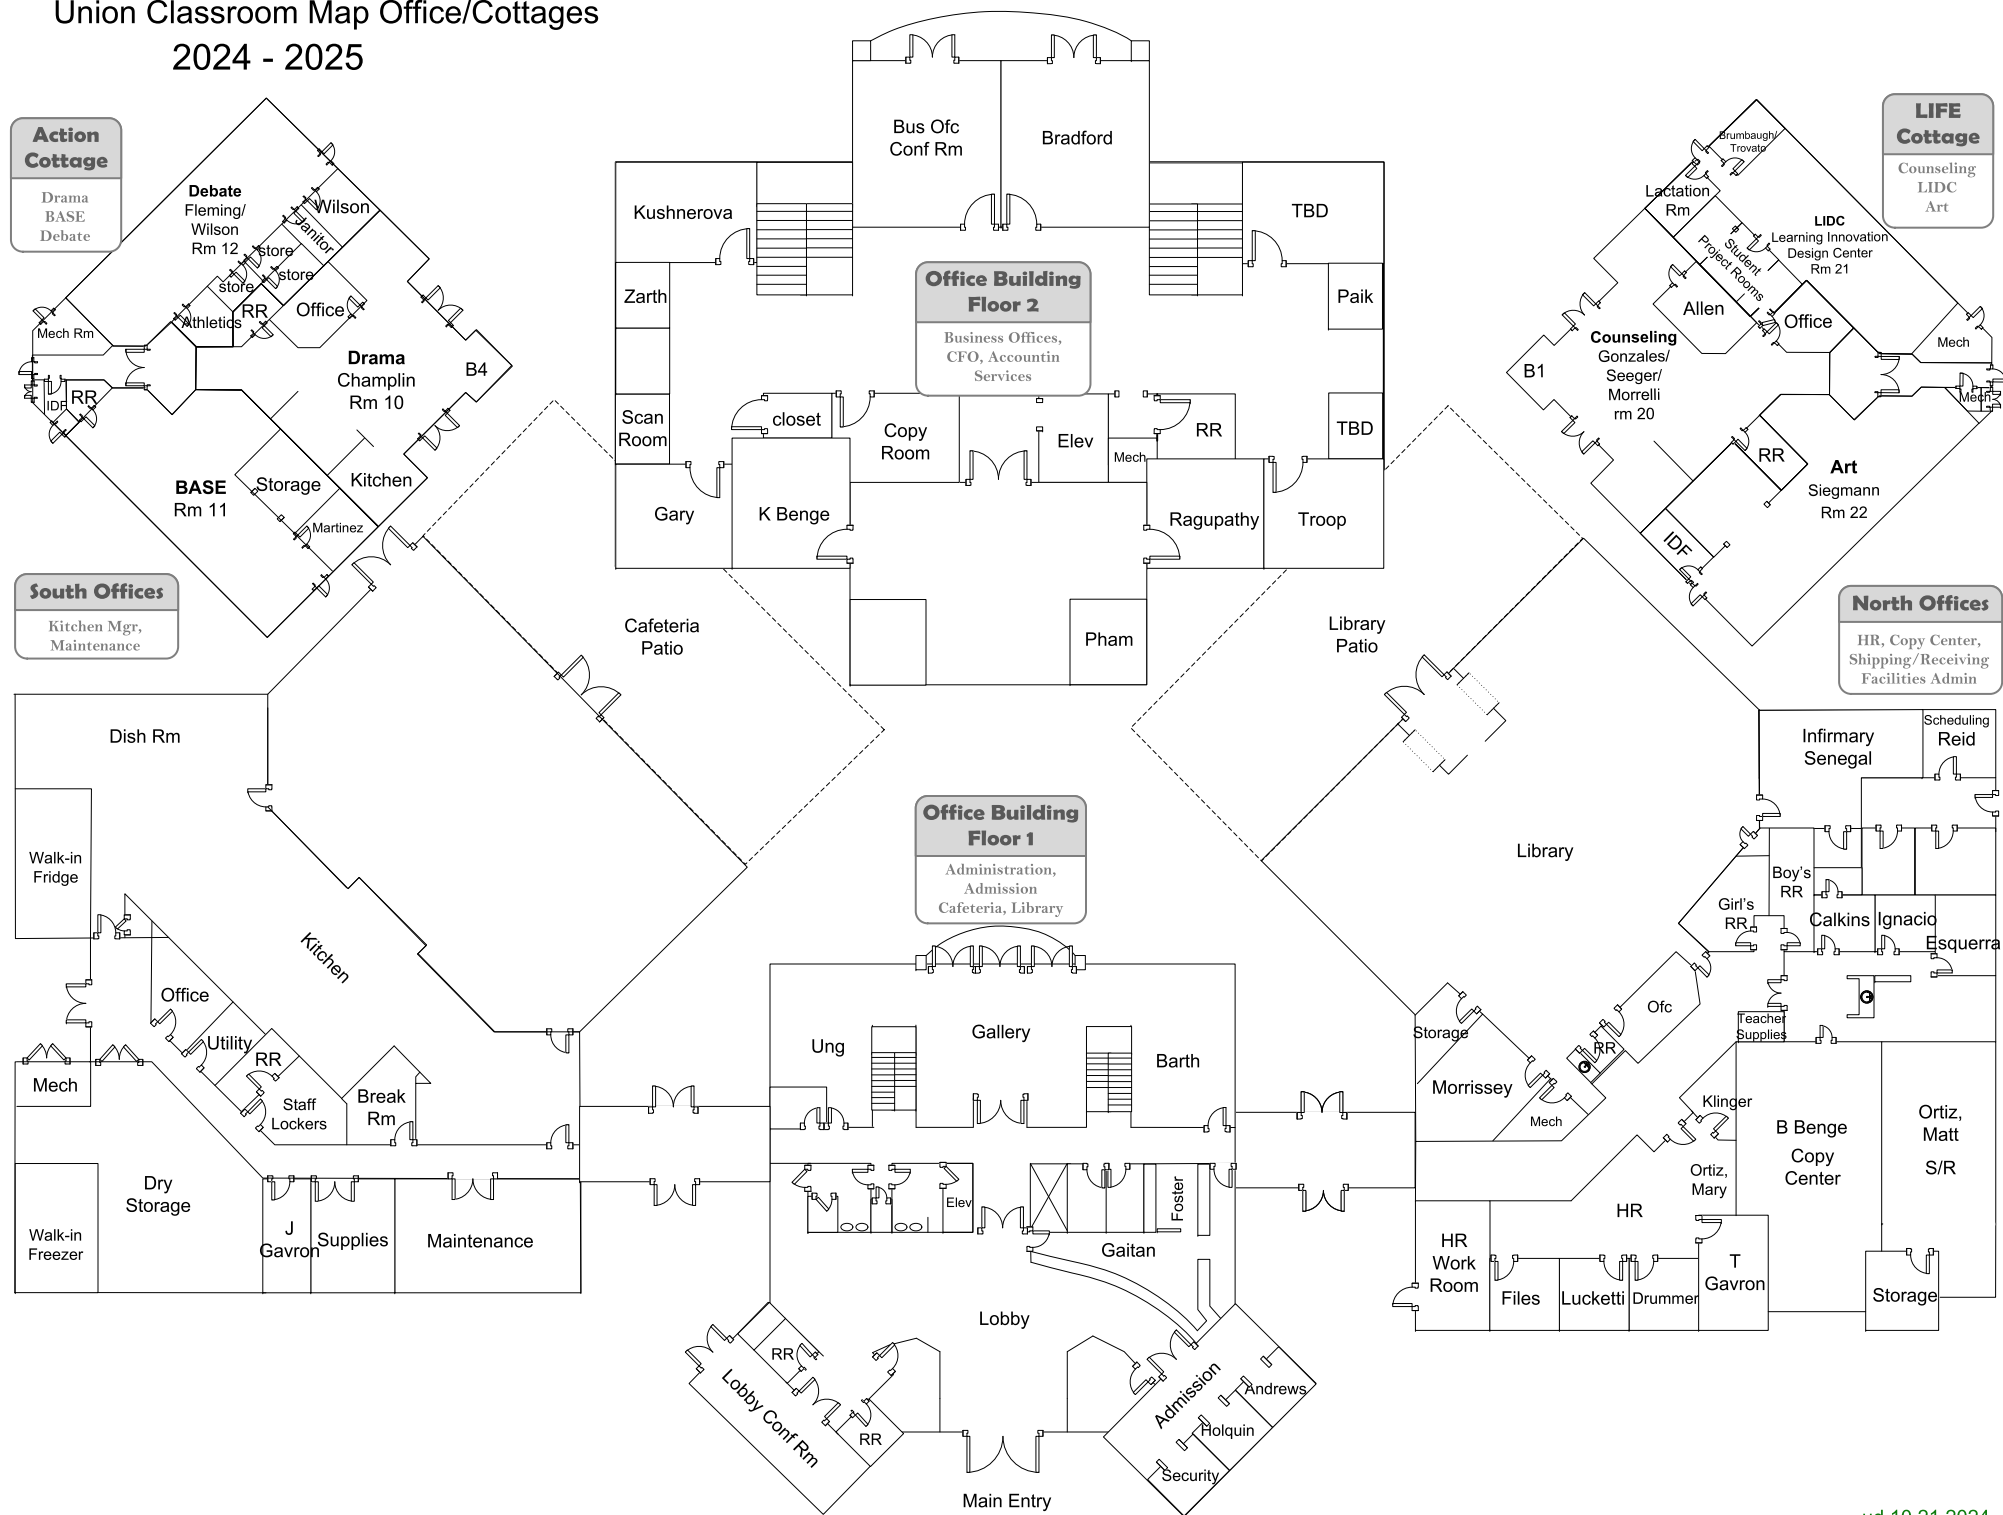 Union Classroom Map Office/Cottages
2024 - 2025
Action
Cottage
Drama
BASE
Debate
Debate
Fleming/
Wilson
Rm 12
Wilson
Janitor
store
store
store
RR
Athletics
Office
Mech Rm
IDF
RR
Drama
Champlin
Rm 10
B4
BASE
Rm 11
Storage
Kitchen
Martinez
Bus Ofc
Conf Rm
Bradford
Kushnerova
TBD
Zarth
Paik
Office Building
Floor 2
Business Offices,
CFO, Accountin
Services
Scan
Room
closet
Copy
Room
Elev
Mech
RR
TBD
Gary
K Benge
Ragupathy
Troop
Pham
LIFE
Cottage
Counseling
LIDC
Art
Brumbaugh/
Trovato
Lactation
Rm
LIDC
Learning Innovation
Design Center
Rm 21
Student
Project Rooms
Allen
Office
Mech
Mech
Counseling
Gonzales/
Seeger/
Morrelli
rm 20
B1
RR
Art
Siegmann
Rm 22
IDF
South Offices
Kitchen Mgr,
Maintenance
Cafeteria
Patio
Library
Patio
North Offices
HR, Copy Center,
Shipping/Receiving
Facilities Admin
Dish Rm
Walk-in
Fridge
Kitchen
Office
Utility
RR
Staff
Lockers
Break
Rm
Mech
Dry
Storage
Walk-in
Freezer
J
Gavron
Supplies
Maintenance
Office Building
Floor 1
Administration,
Admission
Cafeteria, Library
Ung
Gallery
Barth
Elev
Foster
Gaitan
Lobby
RR
Lobby Conf Rm
RR
Admission
Andrews
Holquin
Security
Main Entry
Library
Infirmary
Senegal
Scheduling
Reid
Boy's
RR
Girl's
RR
Calkins
Ignacio
Esquerra
Ofc
Teacher
Supplies
Storage
RR
Morrissey
Mech
Klinger
B Benge
Copy
Center
Ortiz,
Matt
S/R
Ortiz,
Mary
HR
HR
Work
Room
Files
Lucketti
Drummer
T
Gavron
Storage